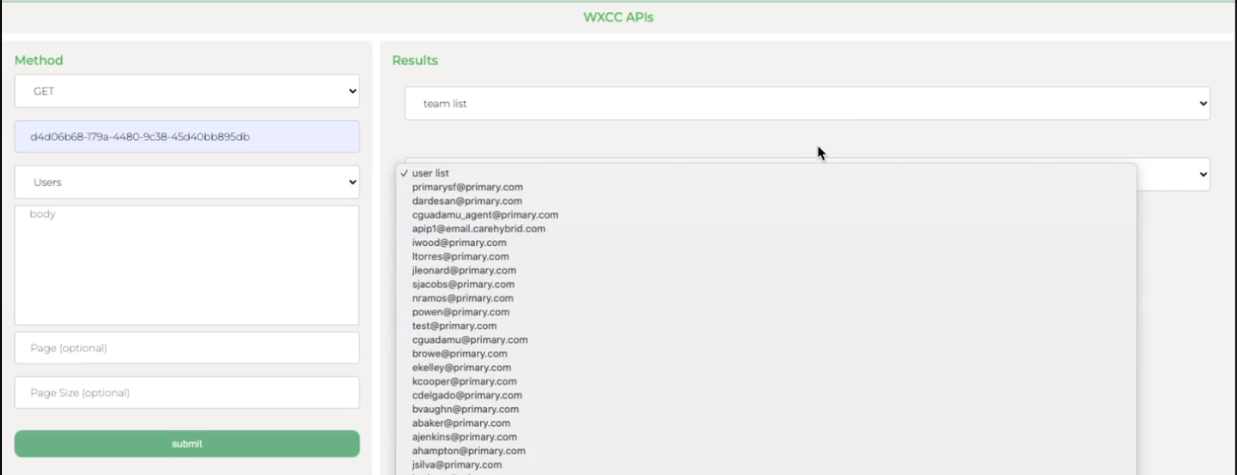 WXCC APIs
Method
GET
d4d06b68-179a-4480-9c38-45d40bb895db
Users
body
Page (optional)
Page Size (optional)
submit
Results
team list
✓ user list
primarysf@primary.com
dardesan@primary.com
cguadamu_agent@primary.com
apip1@email.carehybrid.com
iwood@primary.com
ltorres@primary.com
jleonard@primary.com
sjacobs@primary.com
nramos@primary.com
powen@primary.com
test@primary.com
cguadamu@primary.com
browe@primary.com
ekelley@primary.com
kcooper@primary.com
cdelgado@primary.com
bvaughn@primary.com
abaker@primary.com
ajenkins@primary.com
ahampton@primary.com
jsilva@primary.com